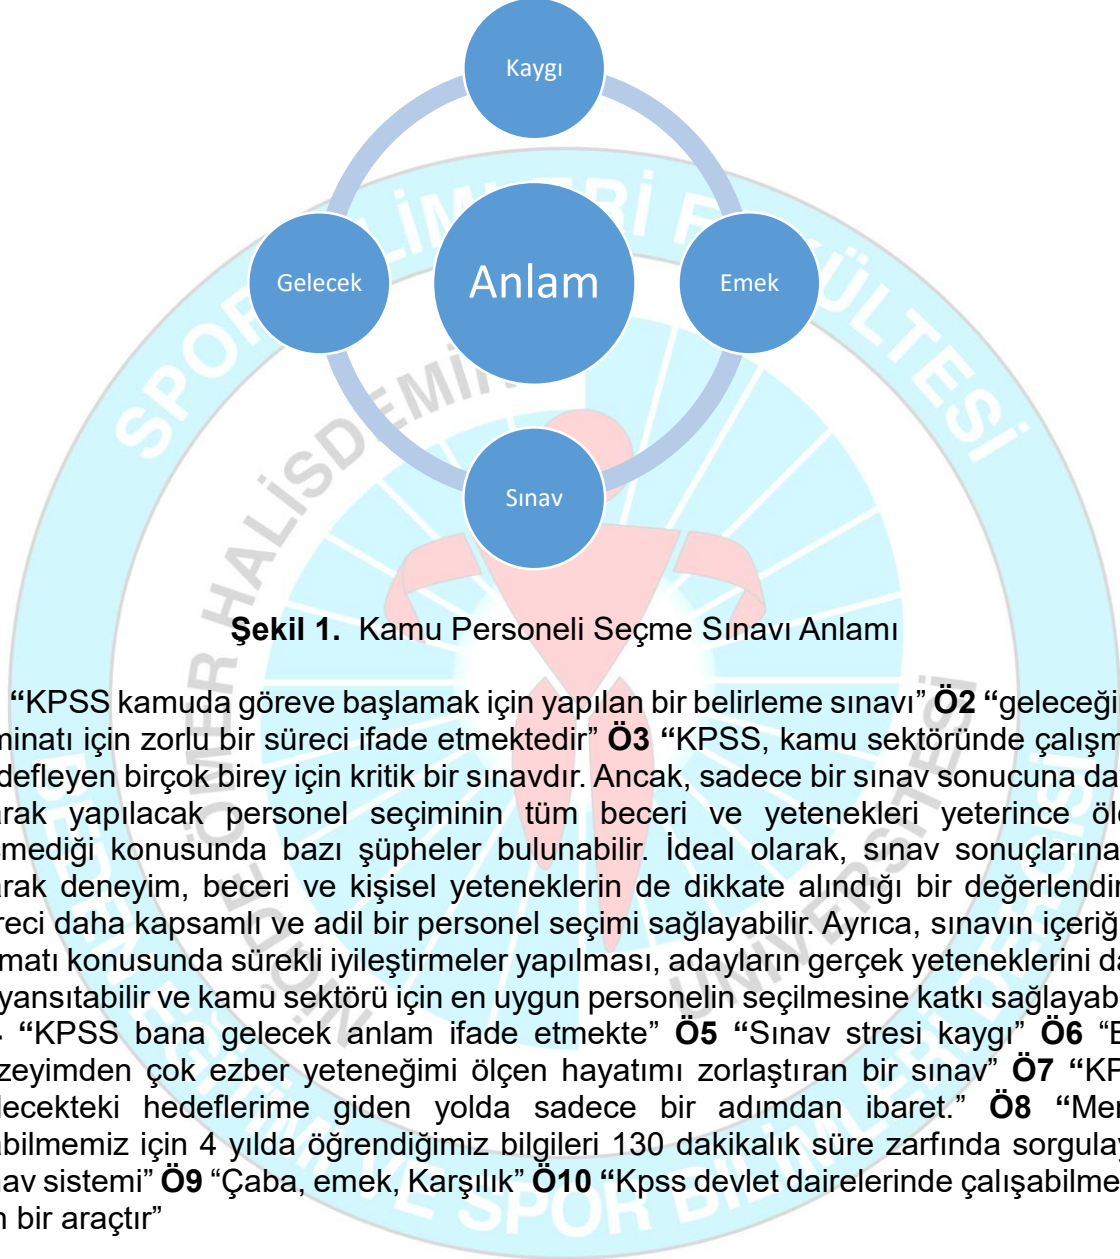 Kaygı
Gelecek
Anlam
Emek
Sınav
Şekil 1. Kamu Personeli Seçme Sınavı Anlamı
“KPSS kamuda göreve başlamak için yapılan bir belirleme sınavı” Ö2 “geleceği
minatı için zorlu bir süreci ifade etmektedir” Ö3 “KPSS, kamu sektöründe çalışm
defleyen birçok birey için kritik bir sınavdır. Ancak, sadece bir sınav sonucuna da
arak yapılacak personel seçiminin tüm beceri ve yetenekleri yeterince öl
mediği konusunda bazı şüpheler bulunabilir. İdeal olarak, sınav sonuçlarına
arak deneyim, beceri ve kişisel yeteneklerin de dikkate alındığı bir değerlendir
reci daha kapsamlı ve adil bir personel seçimi sağlayabilir. Ayrıca, sınavın içeriğ
matı konusunda sürekli iyileştirmeler yapılması, adayların gerçek yeteneklerini da
yansıtabilir ve kamu sektörü için en uygun personelin seçilmesine katkı sağlayab
“KPSS bana gelecek anlam ifade etmekte” Ö5 “Sınav stresi kaygı” Ö6 “B
zeyimden çok ezber yeteneğimi ölçen hayatımı zorlaştıran bir sınav” Ö7 “KP
lecekteki hedeflerime giden yolda sadece bir adımdan ibaret.” Ö8 “Mer
abilmemiz için 4 yılda öğrendiğimiz bilgileri 130 dakikalık süre zarfında sorgulay
nav sistemi” Ö9 “Çaba, emek, Karşılık” Ö10 “Kpss devlet dairelerinde çalışabilme
n bir araçtır”